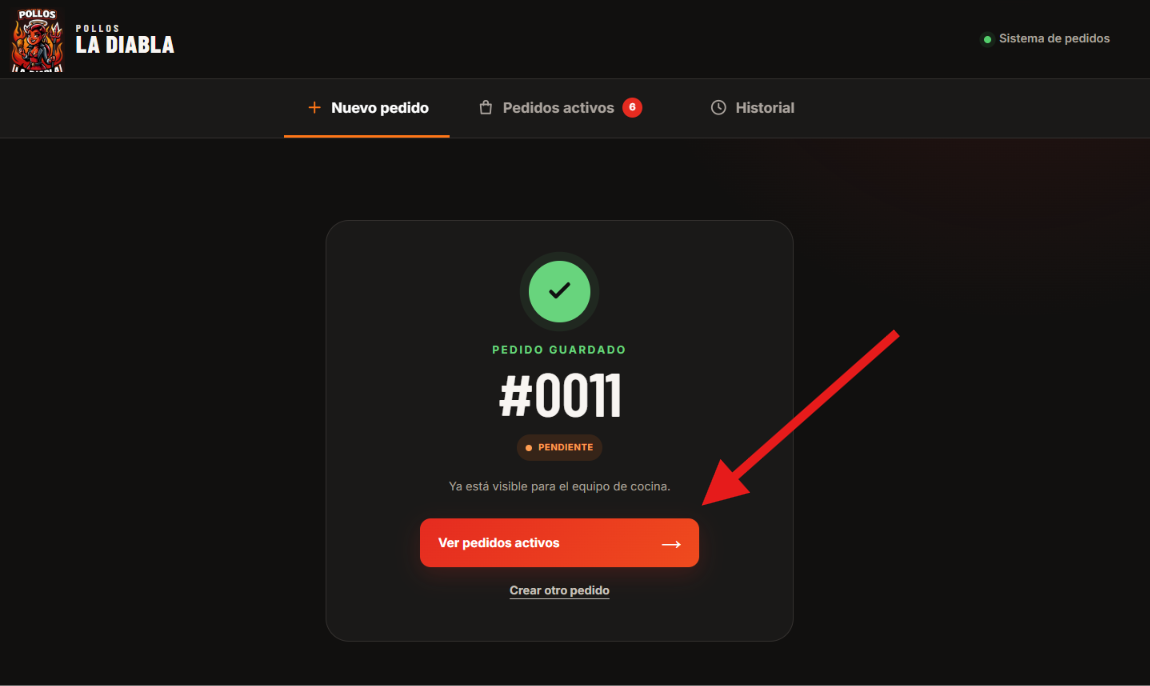 POLLOS
POLLOS
LA DIABLA
Sistema de pedidos
Nuevo pedido
Pedidos activos 6
Historial
PEDIDO GUARDADO
#0011
PENDIENTE
Ya está visible para el equipo de cocina.
Ver pedidos activos →
Crear otro pedido